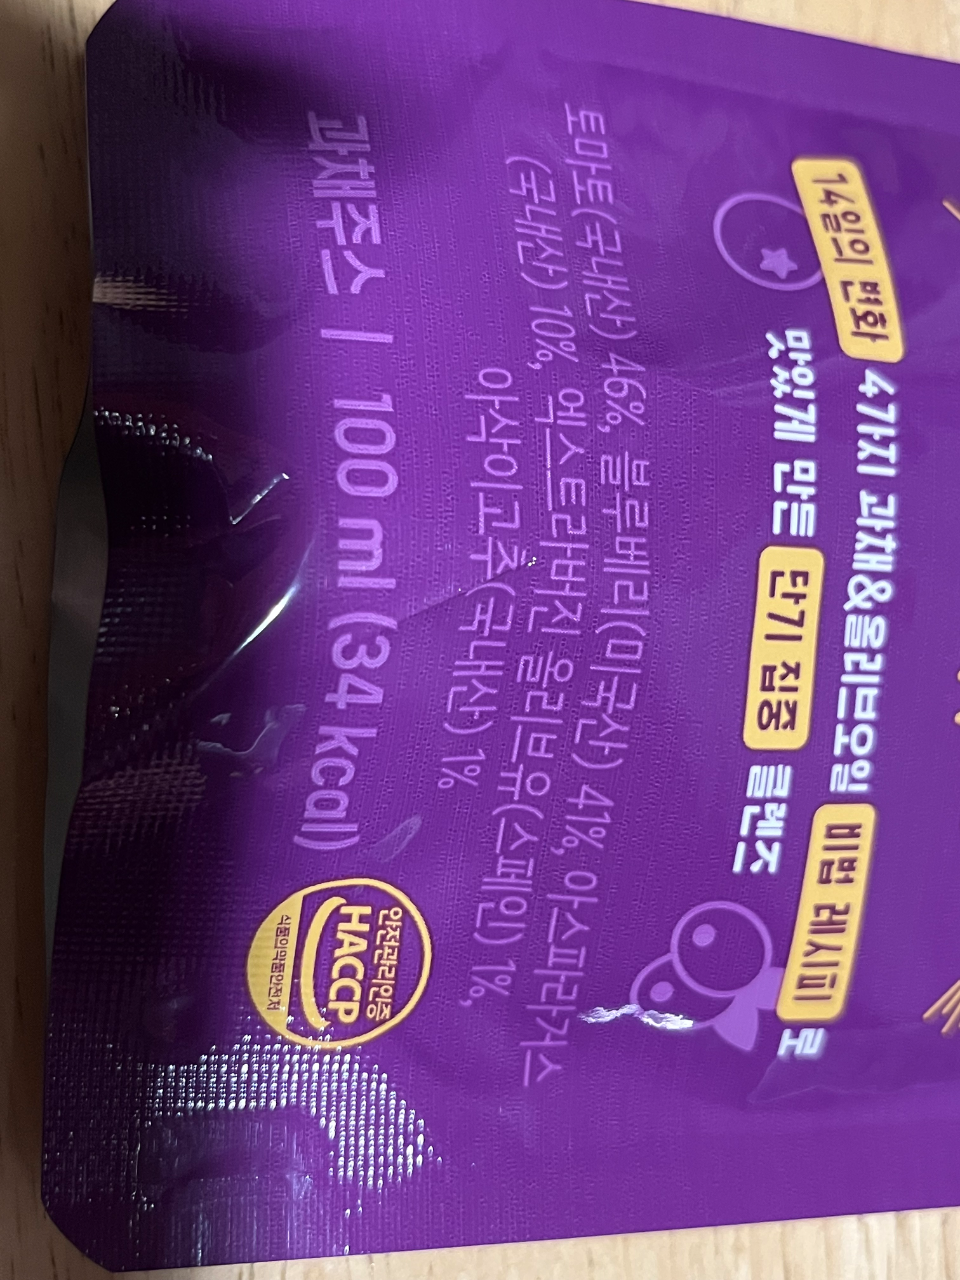 14일의 변화 4가지 과채&올리브오일 비법 레시피로
맛있게 만든 단기 집중 클렌즈
토마토(국내산) 46%, 블루베리(미국산) 41%, 아스파라거스
(국내산) 10%, 엑스트라버진 올리브유(스페인) 1%,
아삭이고추(국내산) 1%
과채주스 | 100 ml (34 kcal)
안전관리인증
HACCP
식품의약품안전처